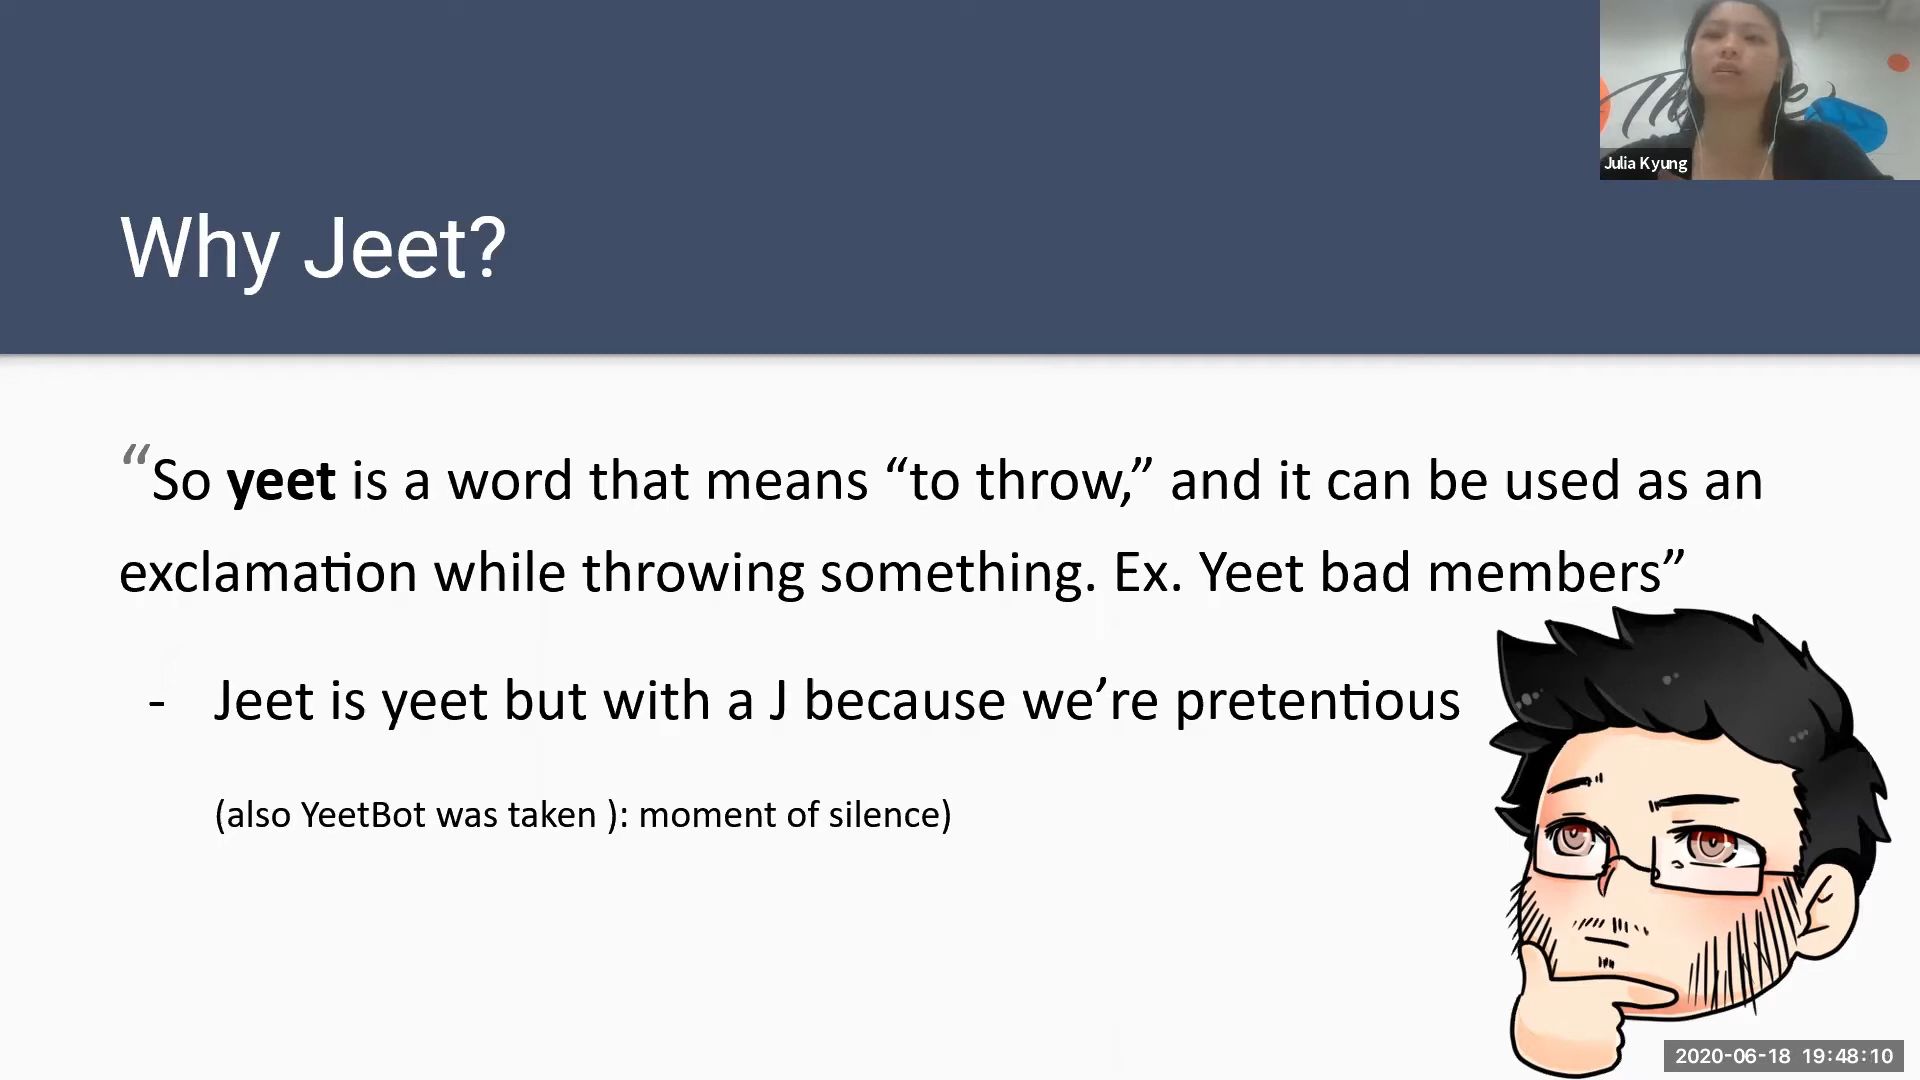 Julia Kyung
Why Jeet?
“So yeet is a word that means “to throw,” and it can be used as an
exclamation while throwing something. Ex. Yeet bad members”
- Jeet is yeet but with a J because we’re pretentious
(also YeetBot was taken ): moment of silence)
2020-06-18 19:48:10